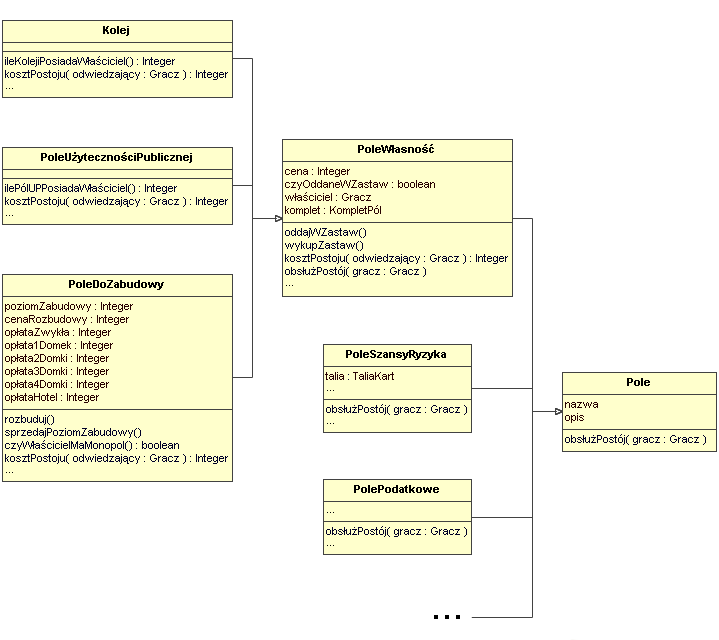 Kolej
ileKolejiPosiadaWłaściciel() : Integer
kosztPostoju( odwiedzający : Gracz ) : Integer
...
PoleUżytecznościPublicznej
ilePólUPPosiadaWłaściciel() : Integer
kosztPostoju( odwiedzający : Gracz ) : Integer
...
PoleDoZabudowy
poziomZabudowy : Integer
cenaRozbudowy : Integer
opłataZwykła : Integer
opłata1Domek : Integer
opłata2Domki : Integer
opłata3Domki : Integer
opłata4Domki : Integer
opłataHotel : Integer
rozbuduj()
sprzedajPoziomZabudowy()
czyWłaścicielMaMonopol() : boolean
kosztPostoju( odwiedzający : Gracz ) : Integer
...
PoleWłasność
cena : Integer
czyOddaneWZastaw : boolean
właściciel : Gracz
komplet : KompletPól
oddajWZastaw()
wykupZastaw()
kosztPostoju( odwiedzający : Gracz ) : Integer
obsłużPostój( gracz : Gracz )
...
PoleSzansyRyzyka
talia : TaliaKart
...
obsłużPostój( gracz : Gracz )
...
PolePodatkowe
...
obsłużPostój( gracz : Gracz )
...
...
Pole
nazwa
opis
obsłużPostój( gracz : Gracz )